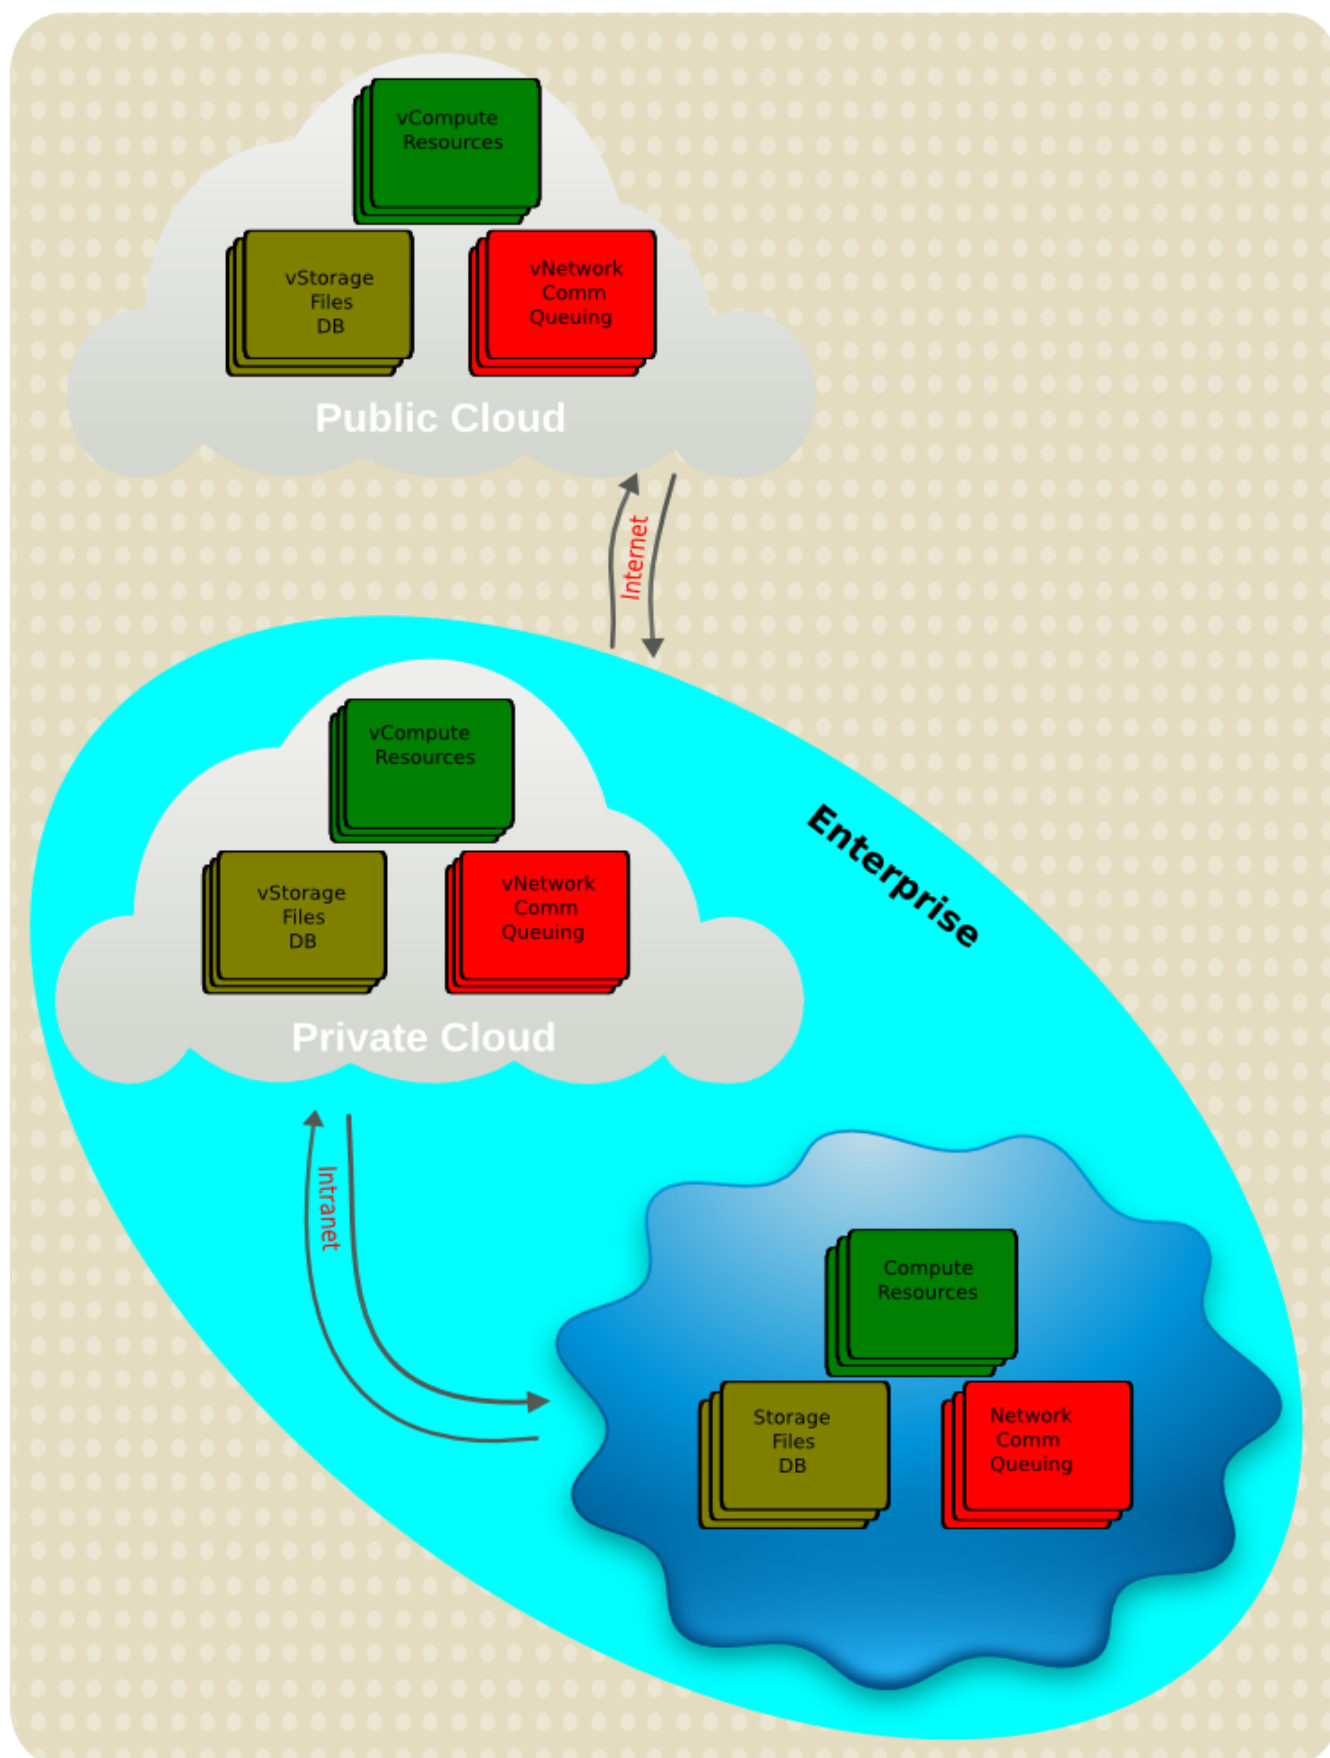 vCompute
Resources
vStorage
Files
DB
vNetwork
Comm
Queuing
Public Cloud
Internet
vCompute
Resources
vStorage
Files
DB
vNetwork
Comm
Queuing
Private Cloud
Enterprise
Intranet
Compute
Resources
Storage
Files
DB
Network
Comm
Queuing